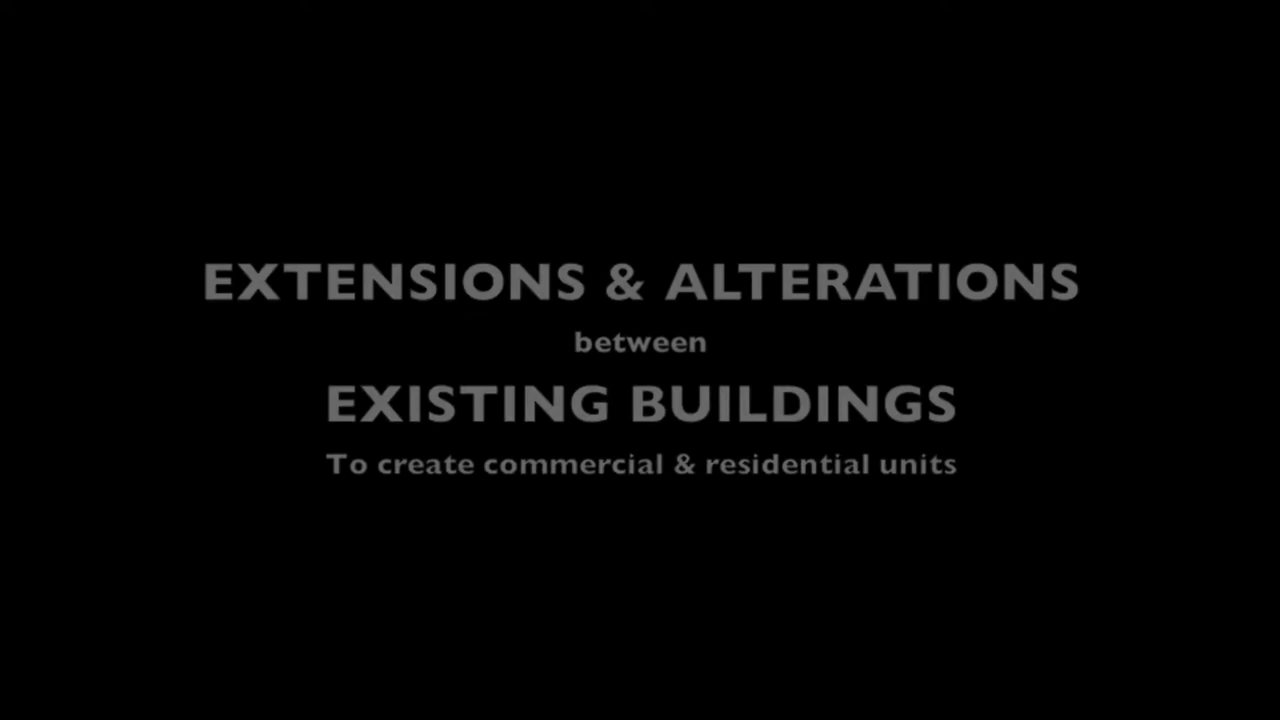 EXTENSIONS & ALTERATIONS
between
EXISTING BUILDINGS
To create commercial & residential units